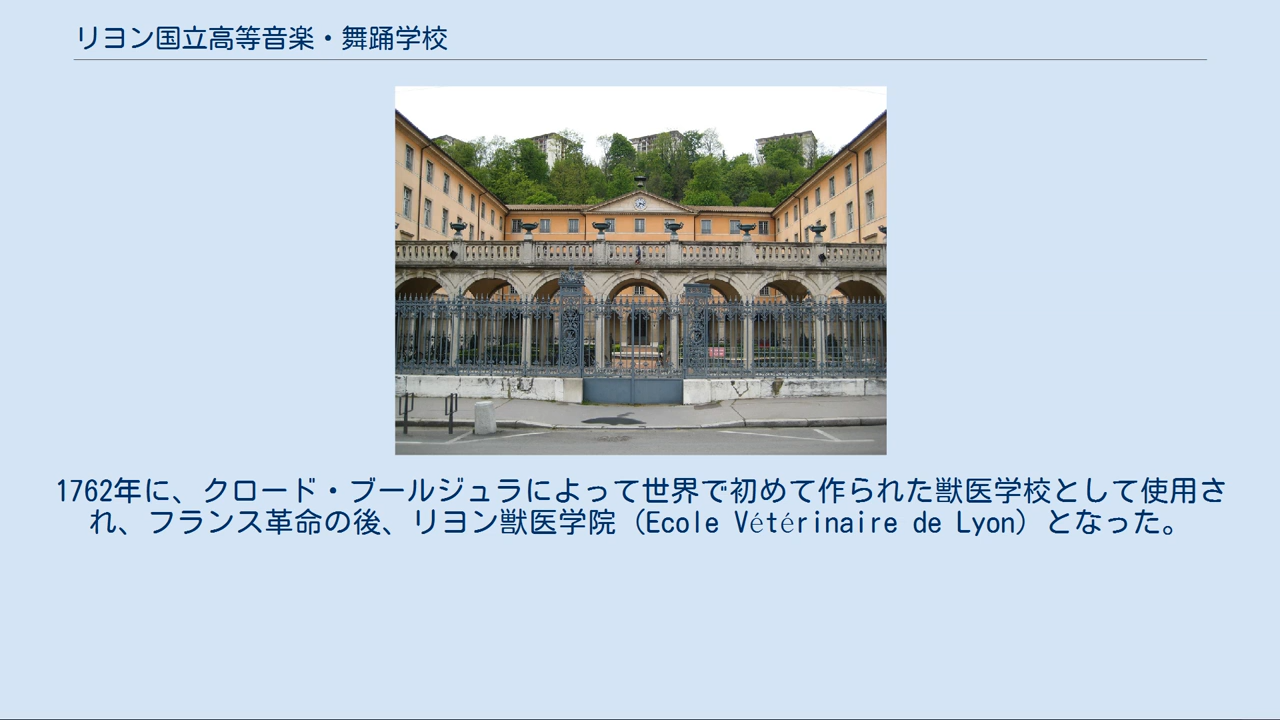 リヨン国立高等音楽・舞踊学校
1762年に、クロード・ブールジュラによって世界で初めて作られた獣医学校として使用さ
れ、フランス革命の後、リヨン獣医学院（Ecole Vétérinaire de Lyon）となった。